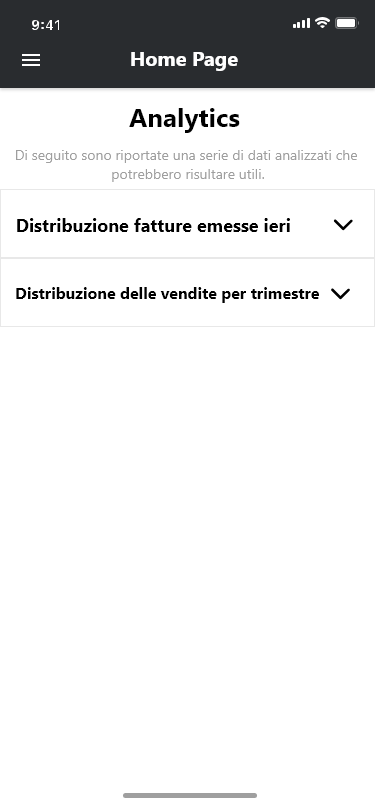 9:41
Home Page
Analytics
Di seguito sono riportate una serie di dati analizzati che
potrebbero risultare utili.
Distribuzione fatture emesse ieri
Distribuzione delle vendite per trimestre